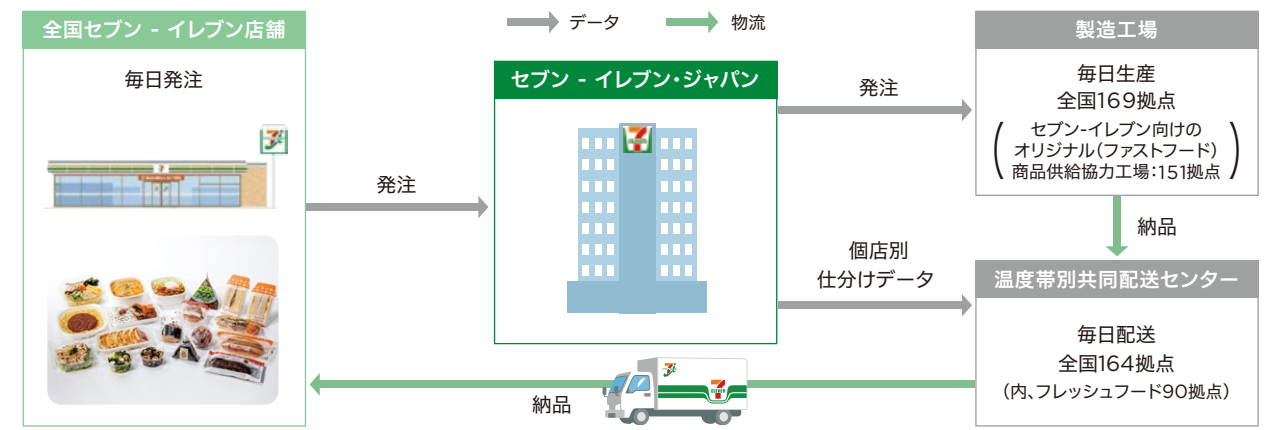 全国セブン - イレブン店舗
毎日発注
データ
物流
発注
セブン - イレブン・ジャパン
発注
個店別
仕分けデータ
製造工場
毎日生産
全国169拠点
（セブン-イレブン向けの
オリジナル（ファストフード）
商品供給協力工場：151拠点）
納品
温度帯別共同配送センター
毎日配送
全国164拠点
（内、フレッシュフード90拠点）
納品